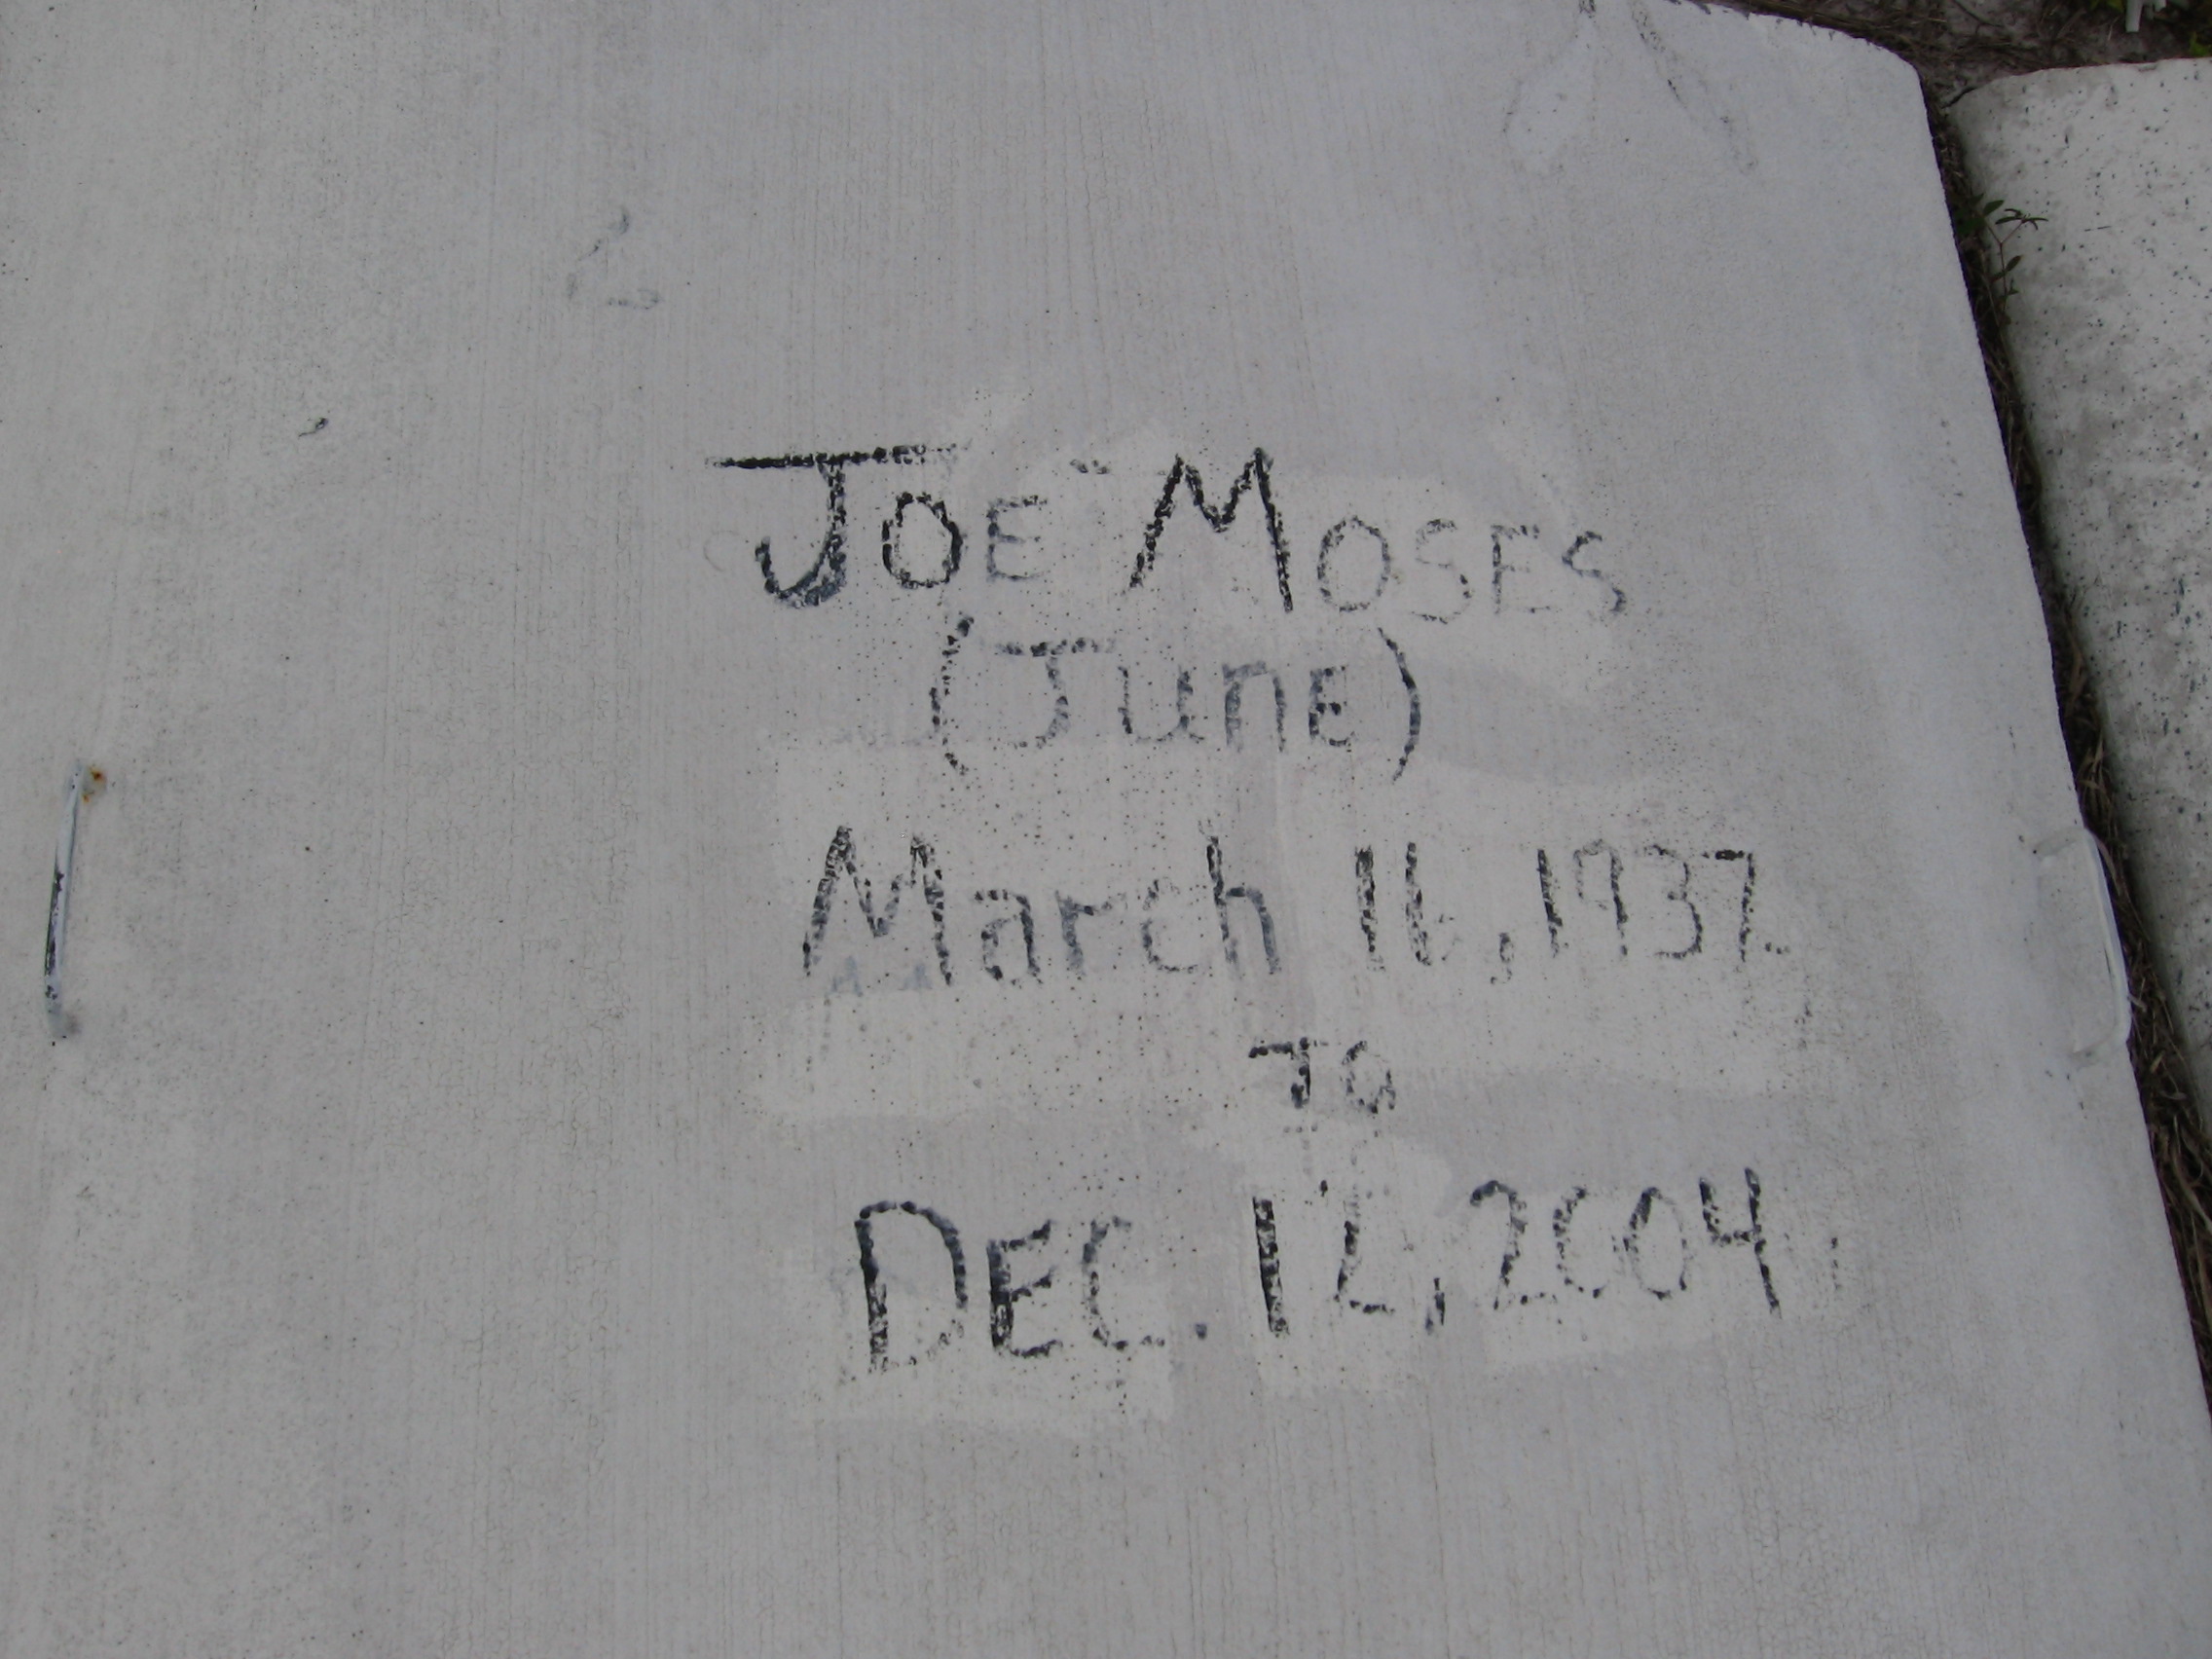 JOE MOSES
(JunE)
March 16, 1937
TO
DEC. 12, 2004